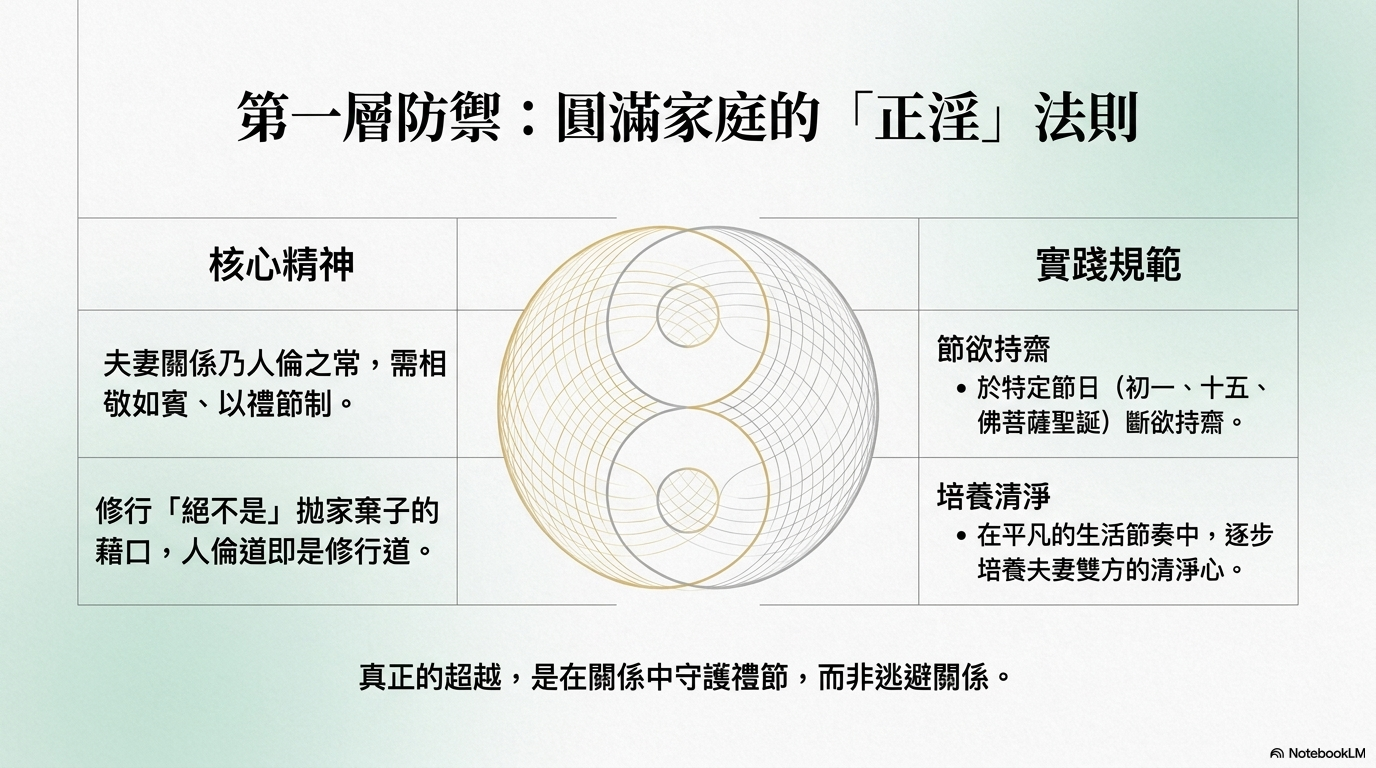 第一層防禦：圓滿家庭的「正淫」法則
核心精神
夫妻關係乃人倫之常，需相
敬如賓、以禮節制。
修行「絕不是」拋家棄子的
藉口，人倫道即是修行道。
實踐規範
節欲持齋
• 於特定節日（初一、十五、
佛菩薩聖誕）斷欲持齋。
培養清淨
• 在平凡的生活節奏中，逐步
培養夫妻雙方的清淨心。
真正的超越，是在關係中守護禮節，而非逃避關係。
NotebookLM